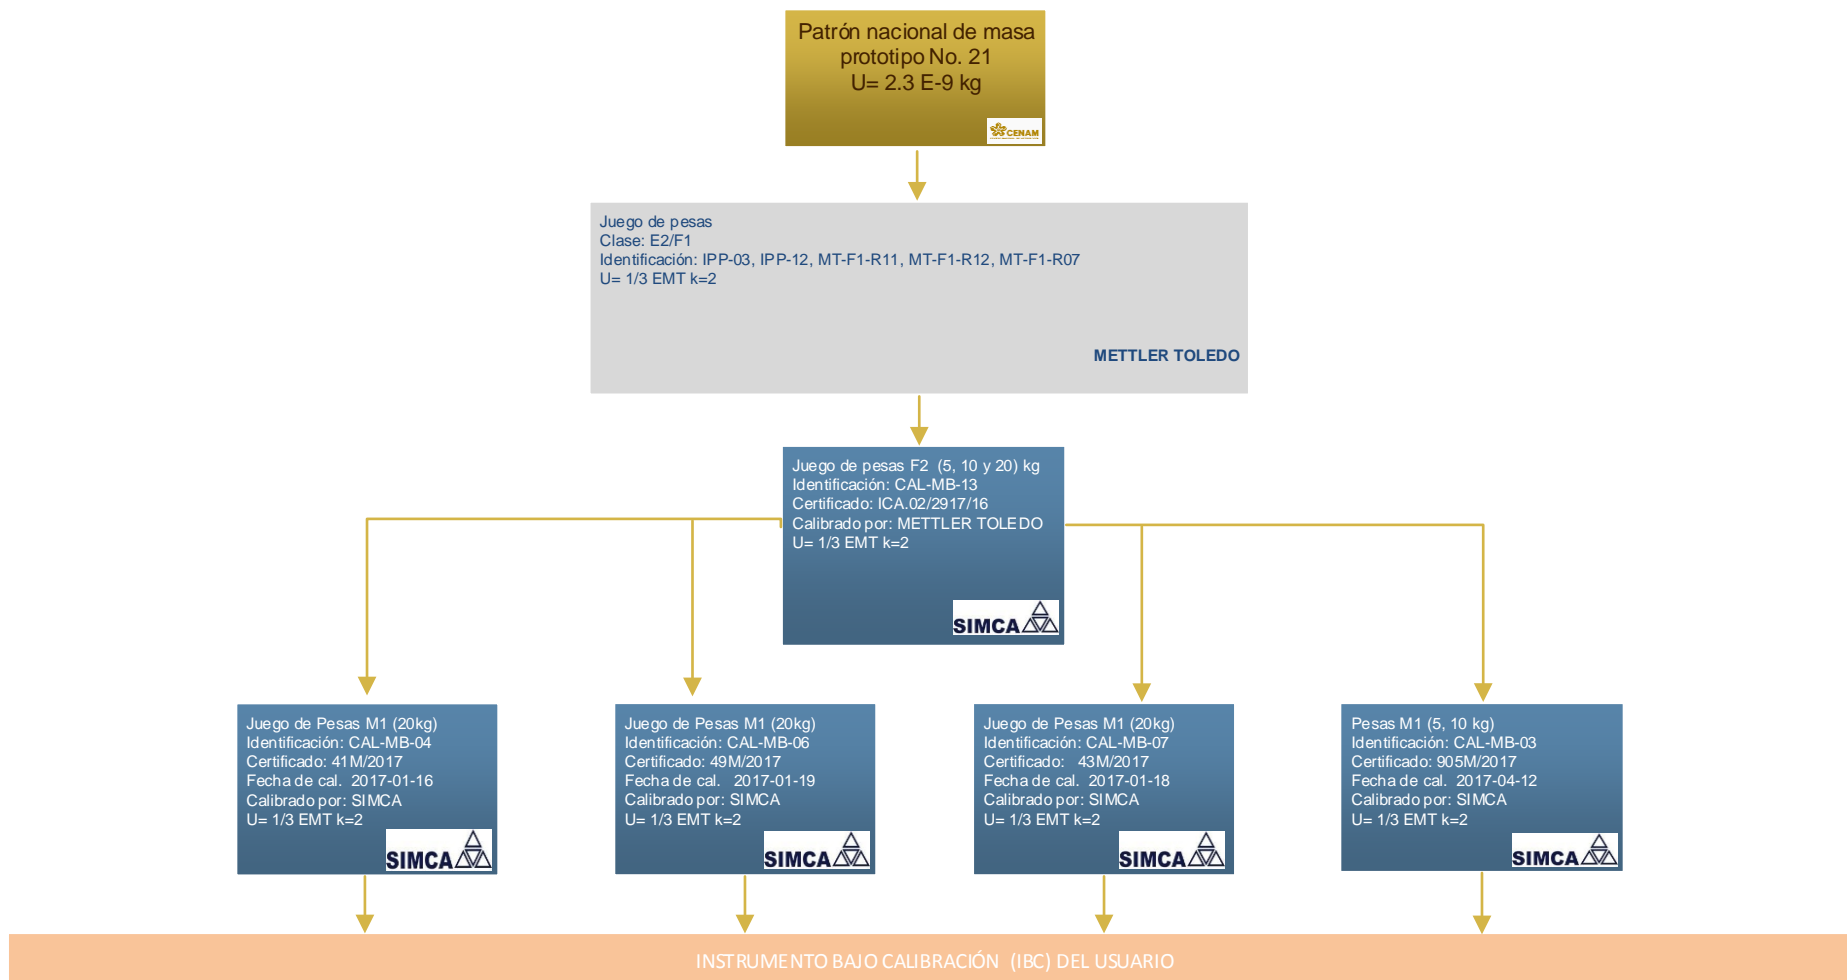 Patrón nacional de masa
prototipo No. 21
U= 2.3 E-9 kg
CENAM
Juego de pesas
Clase: E2/F1
Identificación: IPP-03, IPP-12, MT-F1-R11, MT-F1-R12, MT-F1-R07
U= 1/3 EMT k=2
METTLER TOLEDO
Juego de pesas F2 (5, 10 y 20) kg
Identificación: CAL-MB-13
Certificado: ICA.02/2917/16
Calibrado por: METTLER TOLEDO
U= 1/3 EMT k=2
SIMCA
Juego de Pesas M1 (20kg)
Identificación: CAL-MB-04
Certificado: 41M/2017
Fecha de cal. 2017-01-16
Calibrado por: SIMCA
U= 1/3 EMT k=2
SIMCA
Juego de Pesas M1 (20kg)
Identificación: CAL-MB-06
Certificado: 49M/2017
Fecha de cal. 2017-01-19
Calibrado por: SIMCA
U= 1/3 EMT k=2
SIMCA
Juego de Pesas M1 (20kg)
Identificación: CAL-MB-07
Certificado: 43M/2017
Fecha de cal. 2017-01-18
Calibrado por: SIMCA
U= 1/3 EMT k=2
SIMCA
Pesas M1 (5, 10 kg)
Identificación: CAL-MB-03
Certificado: 905M/2017
Fecha de cal. 2017-04-12
Calibrado por: SIMCA
U= 1/3 EMT k=2
SIMCA
INSTRUMENTO BAJO CALIBRACIÓN (IBC) DEL USUARIO